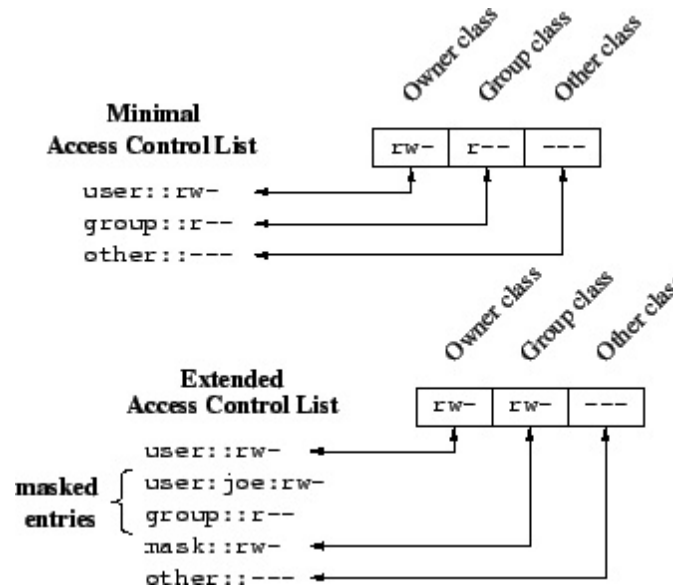 Owner class
Group class
Other class
Minimal
Access Control List
rw- r-- ---
user::rw-
group::r--
other::---
Owner class
Group class
Other class
Extended
Access Control List
rw- rw- ---
user::rw-
user:joe:rw-
group::r--
masked
entries
mask::rw-
other::---